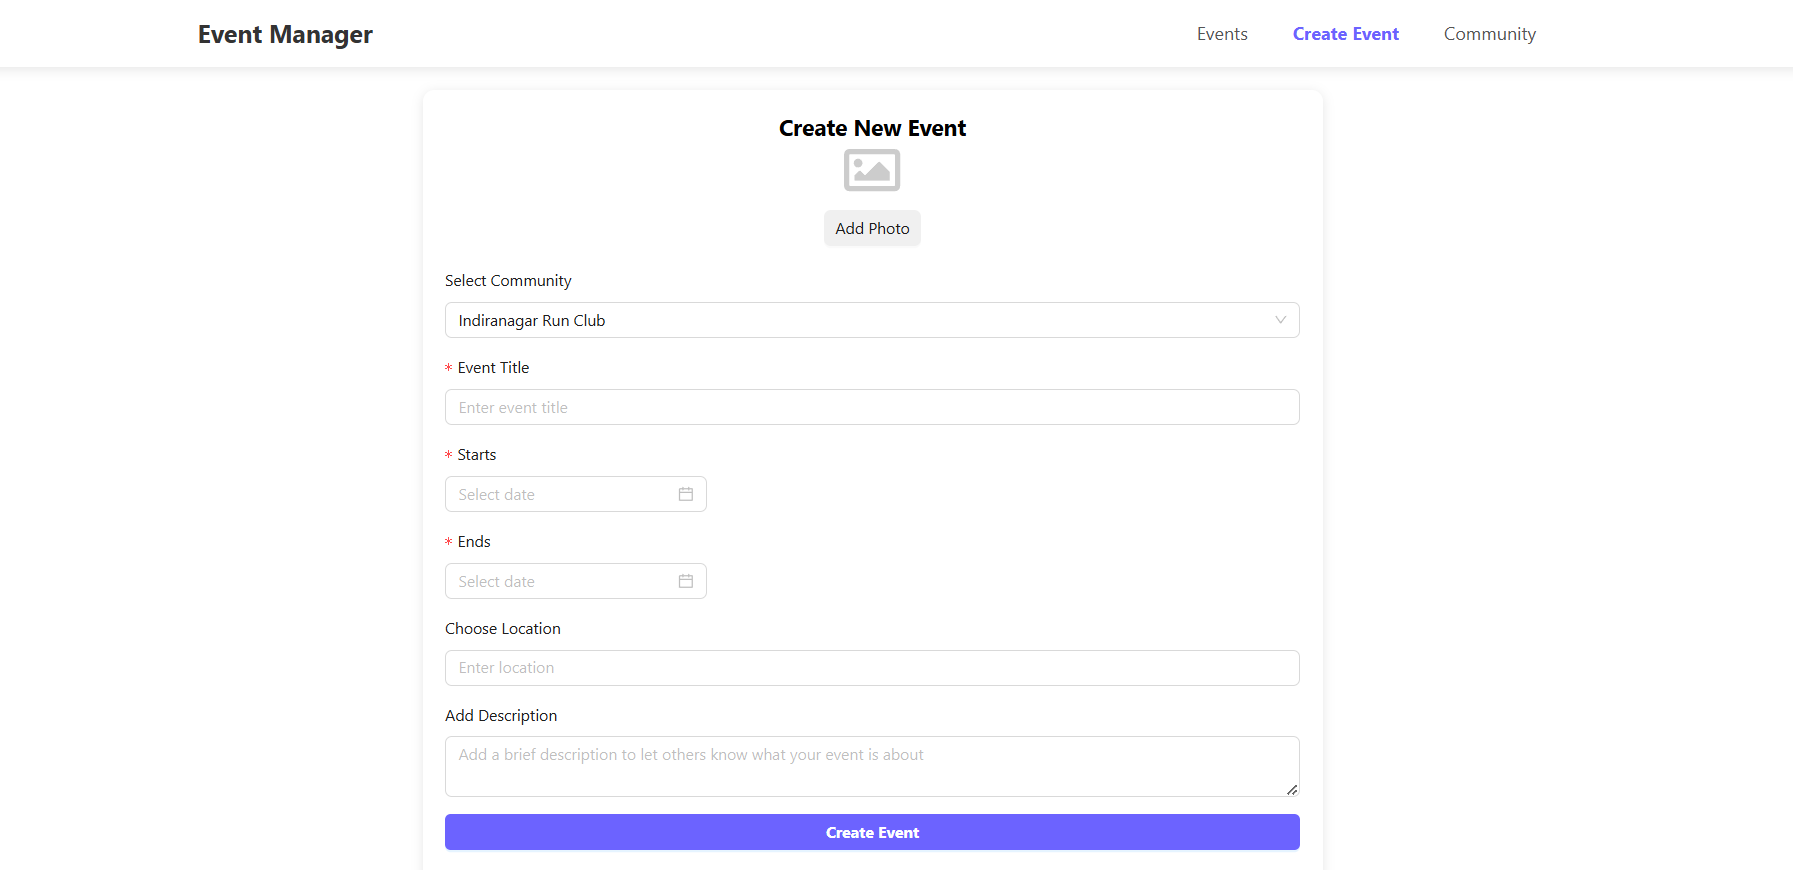 Event Manager
Events
Create Event
Community
Create New Event
Add Photo
Select Community
Indiranagar Run Club
* Event Title
Enter event title
* Starts
Select date
* Ends
Select date
Choose Location
Enter location
Add Description
Add a brief description to let others know what your event is about
Create Event